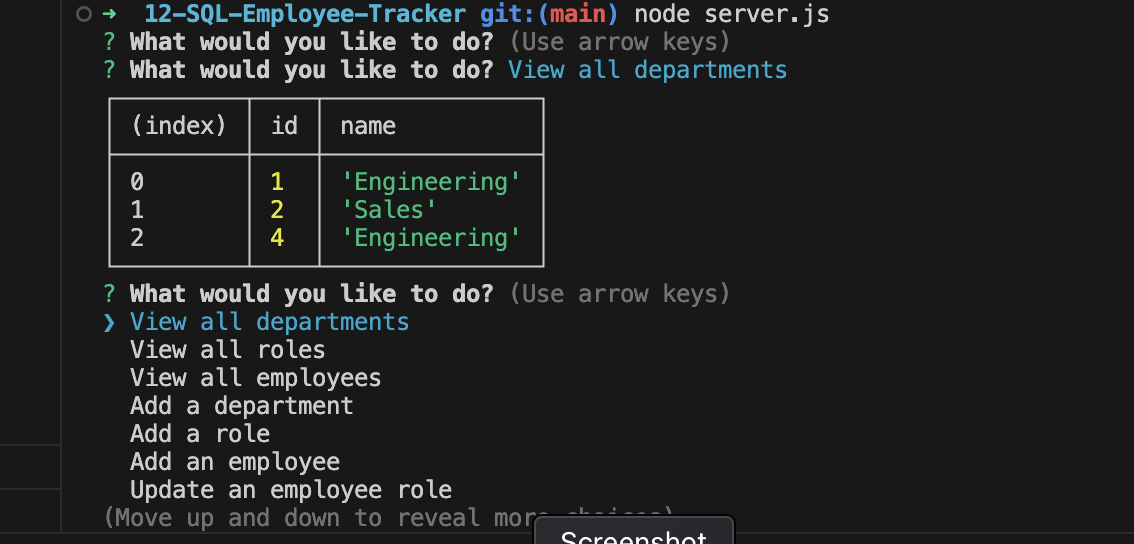 ➜ 12-SQL-Employee-Tracker git:(main) node server.js
? What would you like to do? (Use arrow keys)
? What would you like to do? View all departments
(index) id name
0 1 'Engineering'
1 2 'Sales'
2 4 'Engineering'
? What would you like to do? (Use arrow keys)
❯ View all departments
View all roles
View all employees
Add a department
Add a role
Add an employee
Update an employee role
(Move up and down to reveal more choices)
Screenshot